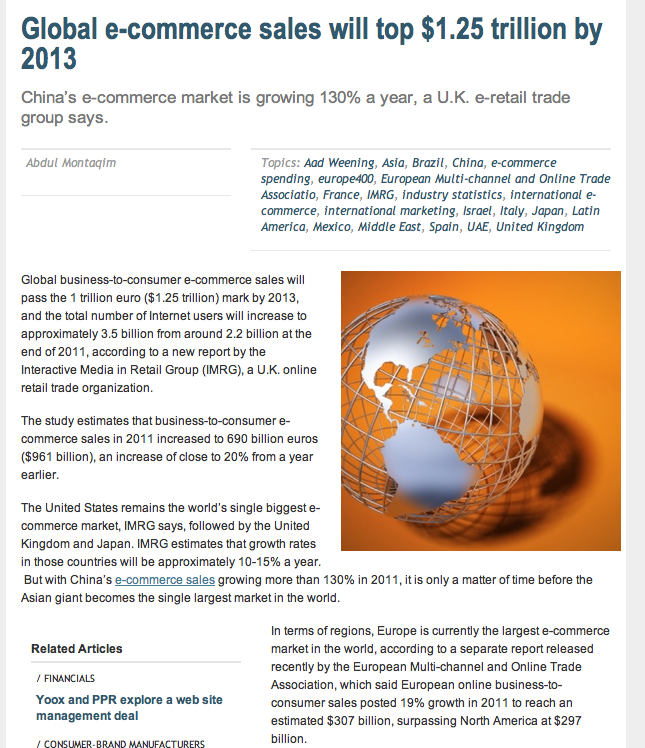 Global e-commerce sales will top $1.25 trillion by
2013
China's e-commerce market is growing 130% a year, a U.K. e-retail trade
group says.
Abdul Montaqim
Topics: Aad Weening, Asia, Brazil, China, e-commerce
spending, europe400, European Multi-channel and Online Trade
Associatio, France, IMRG, industry statistics, international e-
commerce, international marketing, Israel, Italy, Japan, Latin
America, Mexico, Middle East, Spain, UAE, United Kingdom
Global business-to-consumer e-commerce sales will
pass the 1 trillion euro ($1.25 trillion) mark by 2013,
and the total number of Internet users will increase to
approximately 3.5 billion from around 2.2 billion at the
end of 2011, according to a new report by the
Interactive Media in Retail Group (IMRG), a U.K. online
retail trade organization.
The study estimates that business-to-consumer e-
commerce sales in 2011 increased to 690 billion euros
($961 billion), an increase of close to 20% from a year
earlier.
The United States remains the world's single biggest e-
commerce market, IMRG says, followed by the United
Kingdom and Japan. IMRG estimates that growth rates
in those countries will be approximately 10-15% a year.
But with China's e-commerce sales growing more than 130% in 2011, it is only a matter of time before the
Asian giant becomes the single largest market in the world.
In terms of regions, Europe is currently the largest e-commerce
market in the world, according to a separate report released
recently by the European Multi-channel and Online Trade
Association, which said European online business-to-
consumer sales posted 19% growth in 2011 to reach an
estimated $307 billion, surpassing North America at $297
billion.
Related Articles
/ FINANCIALS
Yoox and PPR explore a web site
management deal
/ CONSUMER-BRAND MANUFACTURERS